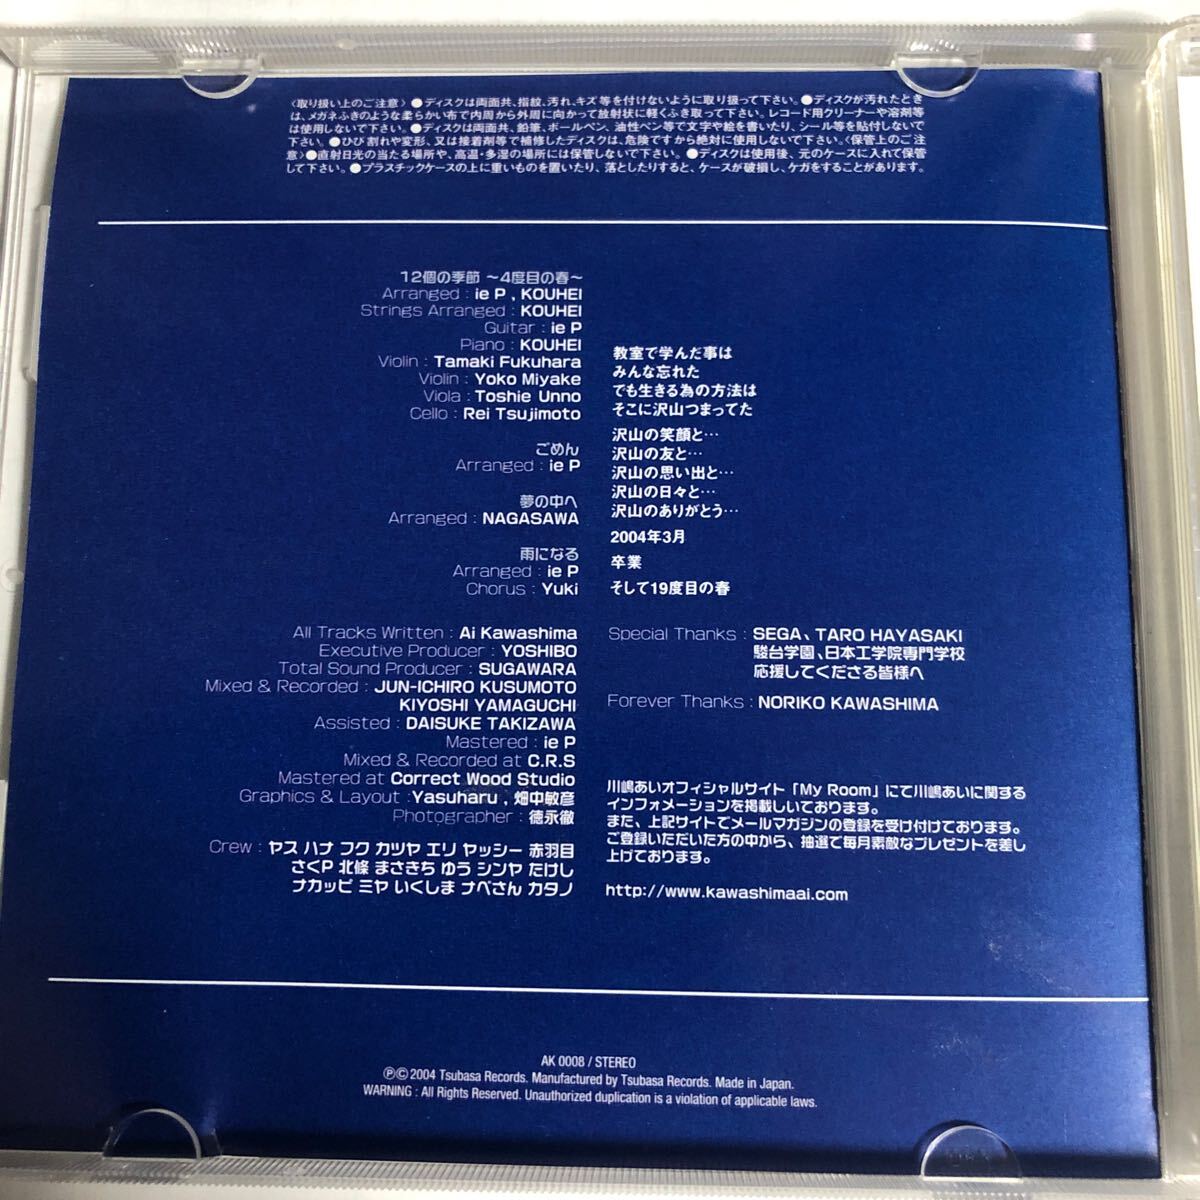 〈取り扱い上のご注意〉●ディスクは両面共、指紋、汚れ、キズ等を付けないように取り扱って下さい。●ディスクが汚れたとき
は、メガネふきのような柔らかい布で内周から外周に向かって放射状に軽くふき取って下さい。レコード用クリーナーや溶剤等
は使用しないで下さい。●ディスクは両面共、鉛筆、ボールペン、油性ペン等で文字や絵を書いたり、シール等を貼付しないで
下さい。●ひび割れや変形、又は接着剤等で補修したディスクは、危険ですから絶対に使用しないで下さい。〈保管上のご注
意〉●直射日光の当たる場所や、高温・多湿の場所には保管しないで下さい。●ディスクは使用後、元のケースに入れて保管
して下さい。●プラスチックケースの上に重いものを置いたり、落としたりすると、ケースが破損し、ケガをすることがあります。
12個の季節 ～4度目の春～
Arranged : ie P , KOUHEI
Strings Arranged : KOUHEI
Guitar : ie P
Piano : KOUHEI
Violin : Tamaki Fukuhara
Violin : Yoko Miyake
Viola : Toshie Unno
Cello : Rei Tsujimoto
ごめん
Arranged : ie P
夢の中へ
Arranged : NAGASAWA
雨になる
Arranged : ie P
Chorus : Yuki
All Tracks Written : Ai Kawashima
Executive Producer : YOSHIBO
Total Sound Producer : SUGAWARA
Mixed & Recorded : JUN-ICHIRO KUSUMOTO
KIYOSHI YAMAGUCHI
Assisted : DAISUKE TAKIZAWA
Mastered : ie P
Mixed & Recorded at C.R.S
Mastered at Correct Wood Studio
Graphics & Layout : Yasuharu , 畑中敏彦
Photographer : 徳永徹
Crew : ヤス ハナ フク カツヤ エリ ヤッシー 赤羽目
さくP 北條 まさきち ゆう シンヤ たけし
ナカッピ ミヤ いくしま ナベさん カタノ
教室で学んだ事は
みんな忘れた
でも生きる為の方法は
そこに沢山つまってた
沢山の笑顔と…
沢山の友と…
沢山の思い出と…
沢山の日々と…
沢山のありがとう…
2004年3月
卒業
そして19度目の春
Special Thanks : SEGA、TARO HAYASAKI
駿台学園、日本工学院専門学校
応援してくださる皆様へ
Forever Thanks : NORIKO KAWASHIMA
川嶋あいオフィシャルサイト「My Room」にて川嶋あいに関する
インフォメーションを掲載しいております。
また、上記サイトでメールマガジンの登録を受け付けております。
ご登録いただいた方の中から、抽選で毎月素敵なプレゼントを差し
上げております。
http://www.kawashimaai.com
AK 0008 / STEREO
Ⓟ©2004 Tsubasa Records. Manufactured by Tsubasa Records. Made in Japan.
WARNING : All Rights Reserved. Unauthorized duplication is a violation of applicable laws.